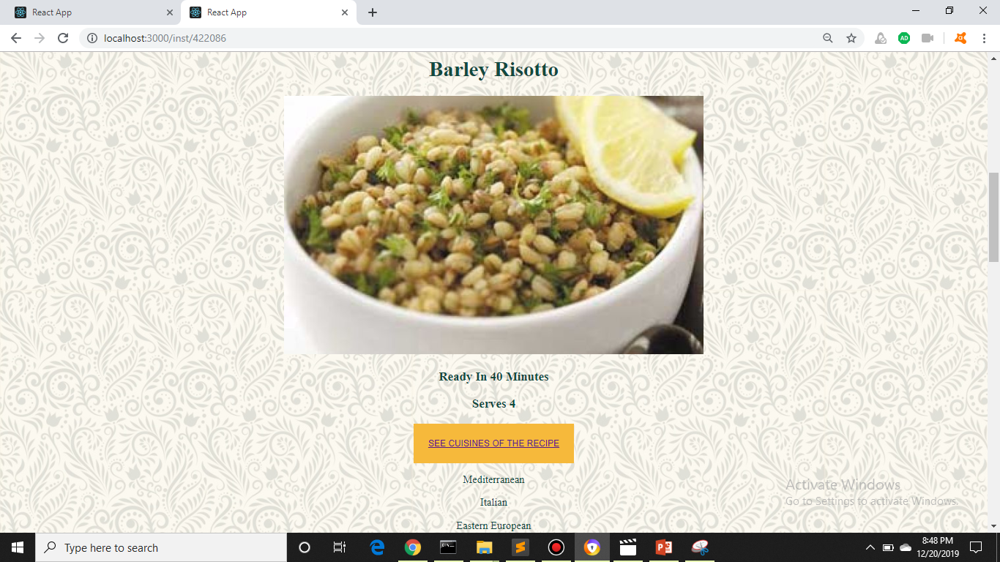 React App
React App
localhost:3000/inst/422086
AD
Barley Risotto
Ready In 40 Minutes
Serves 4
SEE CUISINES OF THE RECIPE
Mediterranean
Italian
Eastern European
Activate Windows
Go to Settings to activate Windows.
Type here to search
8:48 PM
12/20/2019